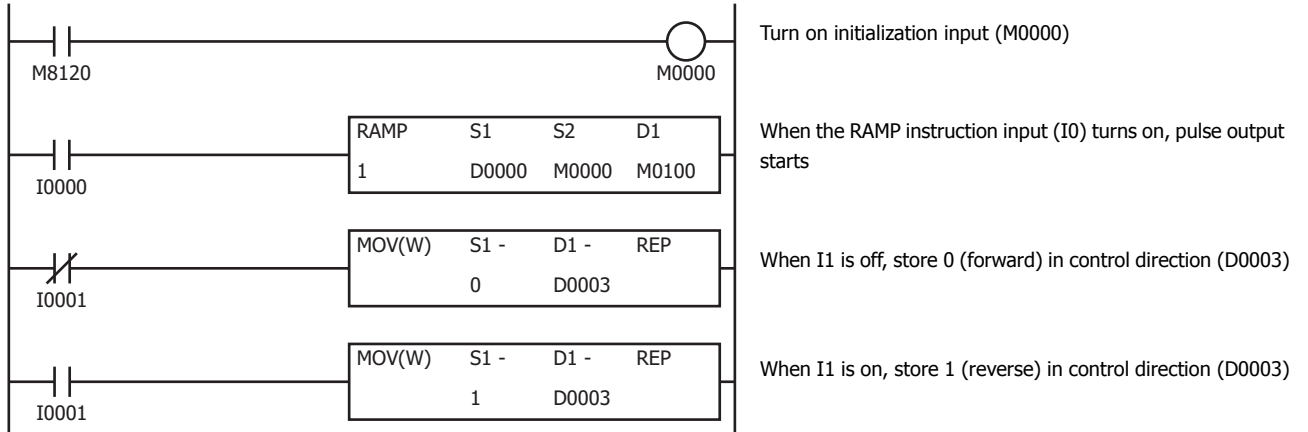 Turn on initialization input (M0000)
M8120
M0000
RAMP S1 S2 D1
1 D0000 M0000 M0100
When the RAMP instruction input (I0) turns on, pulse output
starts
I0000
MOV(W) S1 - D1 - REP
0 D0003
When I1 is off, store 0 (forward) in control direction (D0003)
I0001
MOV(W) S1 - D1 - REP
1 D0003
When I1 is on, store 1 (reverse) in control direction (D0003)
I0001